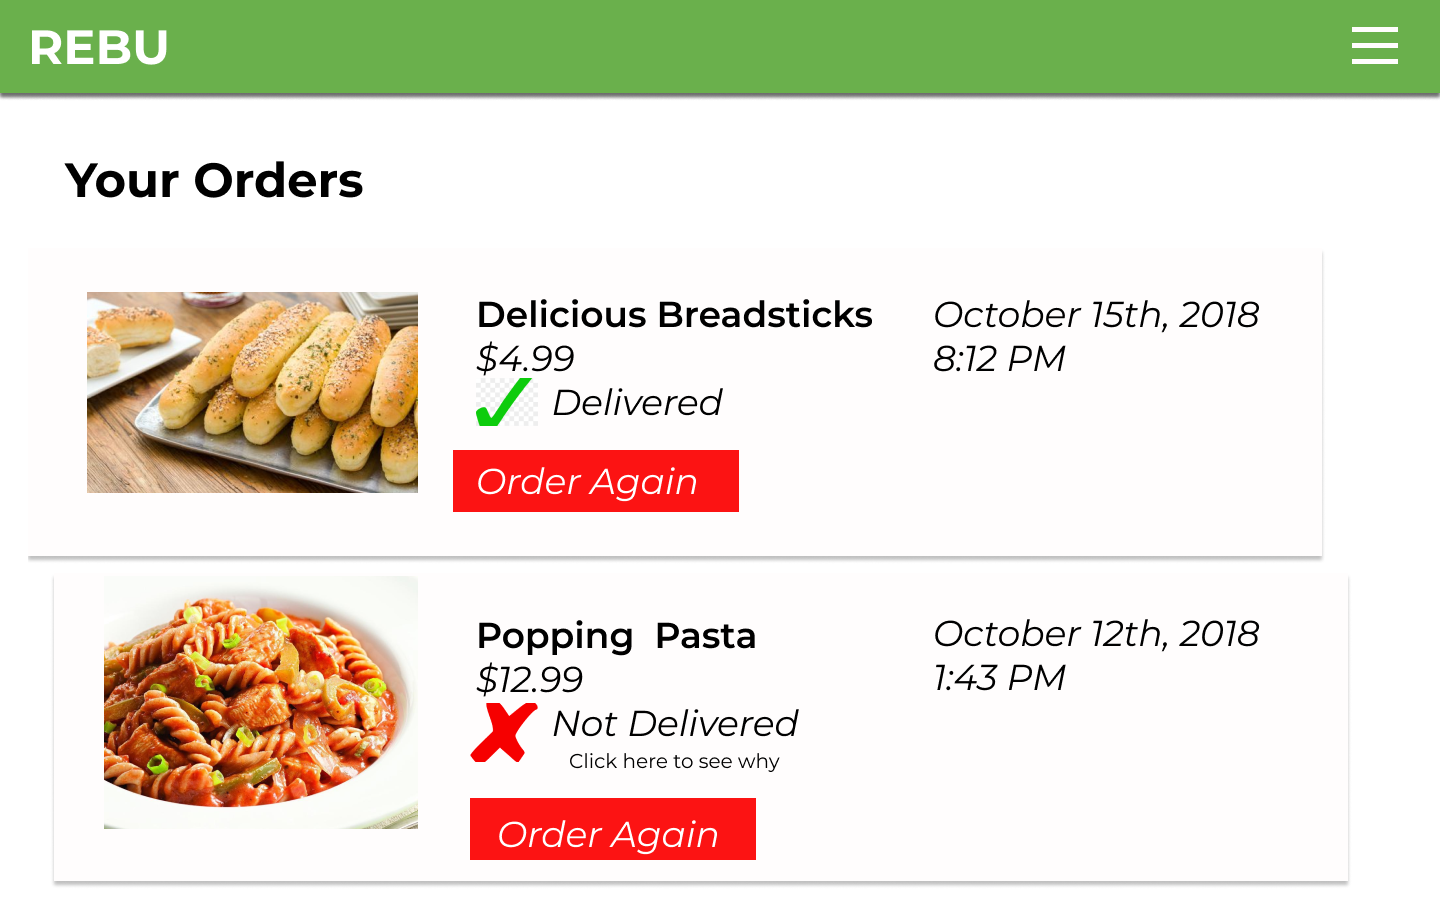 REBU
Your Orders
Delicious Breadsticks
$4.99
Delivered
Order Again
October 15th, 2018
8:12 PM
Popping  Pasta
$12.99
Not Delivered
Click here to see why
Order Again
October 12th, 2018
1:43 PM